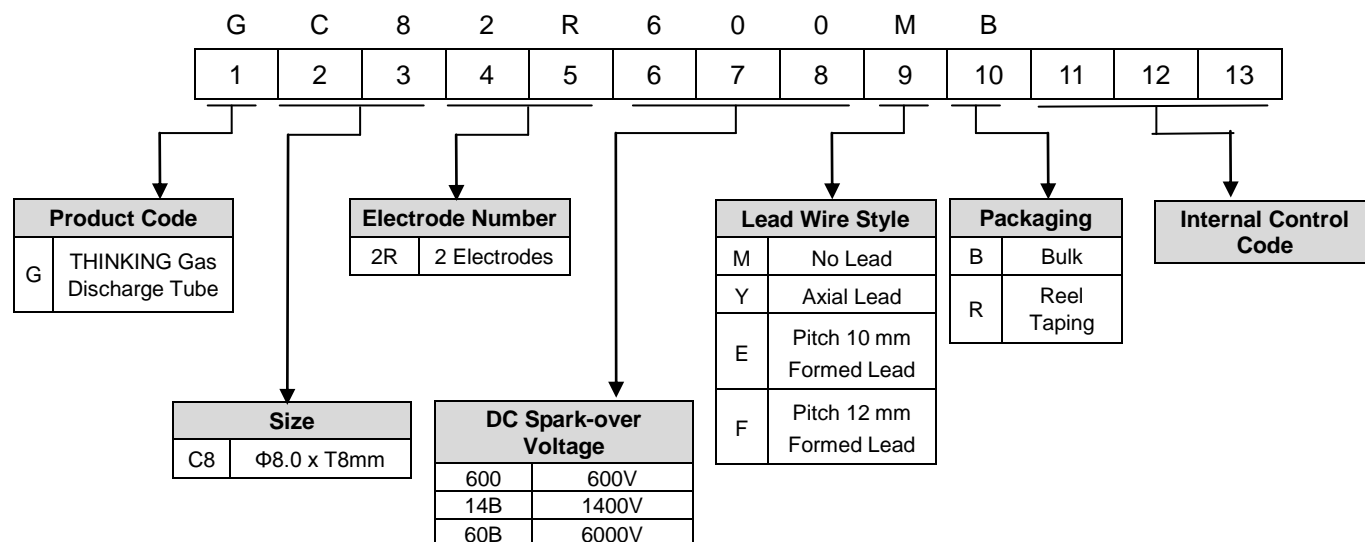 G C 8 2 R 6 0 0 M B
1 2 3 4 5 6 7 8 9 10 11 12 13
Product Code
G THINKING Gas
Discharge Tube
Electrode Number
2R 2 Electrodes
Lead Wire Style
M No Lead
Y Axial Lead
E Pitch 10 mm
Formed Lead
F Pitch 12 mm
Formed Lead
Packaging
B Bulk
R Reel
Taping
Internal Control
Code
Size
C8 Φ8.0 x T8mm
DC Spark-over
Voltage
600 600V
14B 1400V
60B 6000V